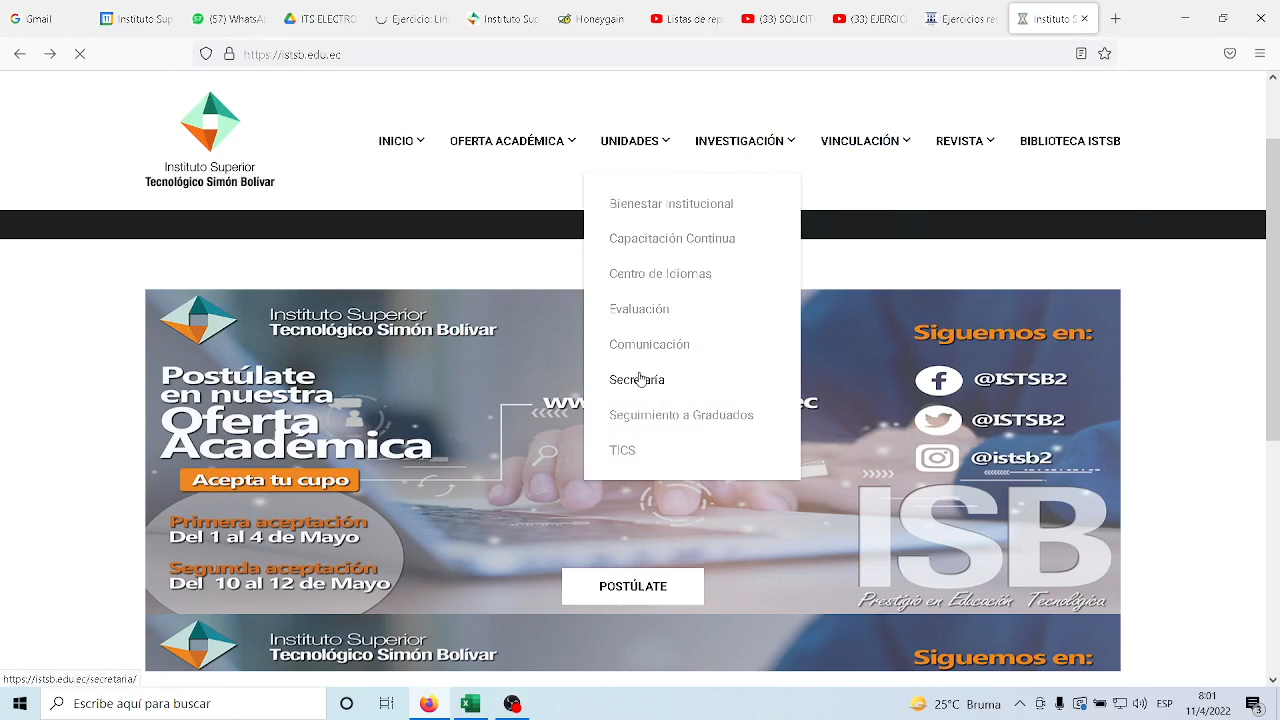 Gmail
Instituto Sup
(57) WhatsA
ITSB - OTRO
(2) Ejercicio Lin
Instituto Sup
Honeygain
Listas de rep
(33) SOLICIT
(33) EJERCIC
Ejercicios re
Instituto S
https://istsb.edu.ec
Instituto Superior
Tecnológico Simón Bolívar
INICIO
OFERTA ACADÉMICA
UNIDADES
INVESTIGACIÓN
VINCULACIÓN
REVISTA
BIBLIOTECA ISTSB
Bienestar Institucional
Capacitación Continua
Centro de Idiomas
Evaluación
Comunicación
Secretaría
Seguimiento a Graduados
TICS
Instituto Superior
Tecnológico Simón Bolívar
Postúlate
en nuestra
Oferta
Académica
Acepta tu cupo
Primera aceptación
Del 1 al 4 de Mayo
Segunda aceptación
Del 10 al 12 de Mayo
Siguemos en:
@ISTSB2
@ISTSB2
@istsb2
ISB
Prestigio en Educación Tecnológica
POSTÚLATE
Instituto Superior
Tecnológico Simón Bolívar
Siguemos en:
https://istsb.edu.ec/secretaria/
Escribe aquí para buscar
25°C Bruma
ESP
8:01
11/4/2022
3